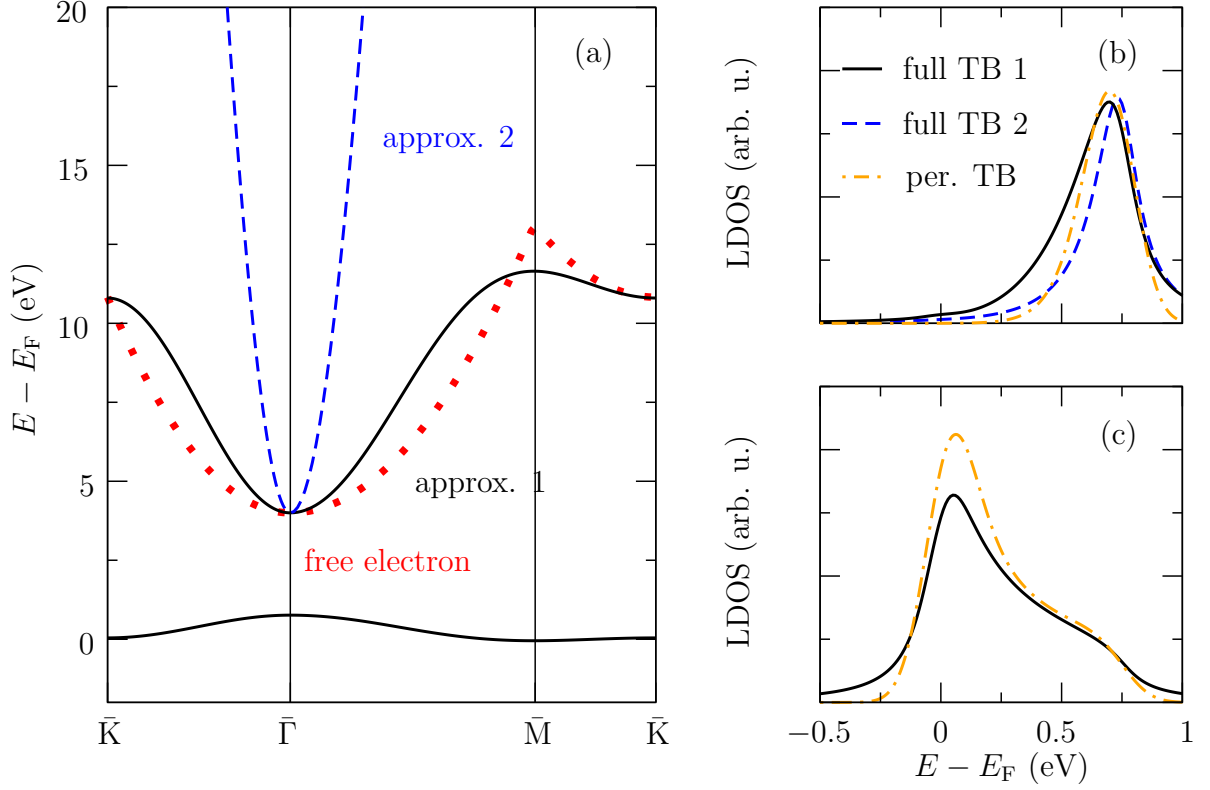 20
15
10
5
0
E − E_F (eV)
(a)
approx. 2
approx. 1
free electron
K̄
Γ̄
M̄
K̄
(b)
full TB 1
full TB 2
per. TB
LDOS (arb. u.)
(c)
LDOS (arb. u.)
−0.5
0
0.5
1
E − E_F (eV)